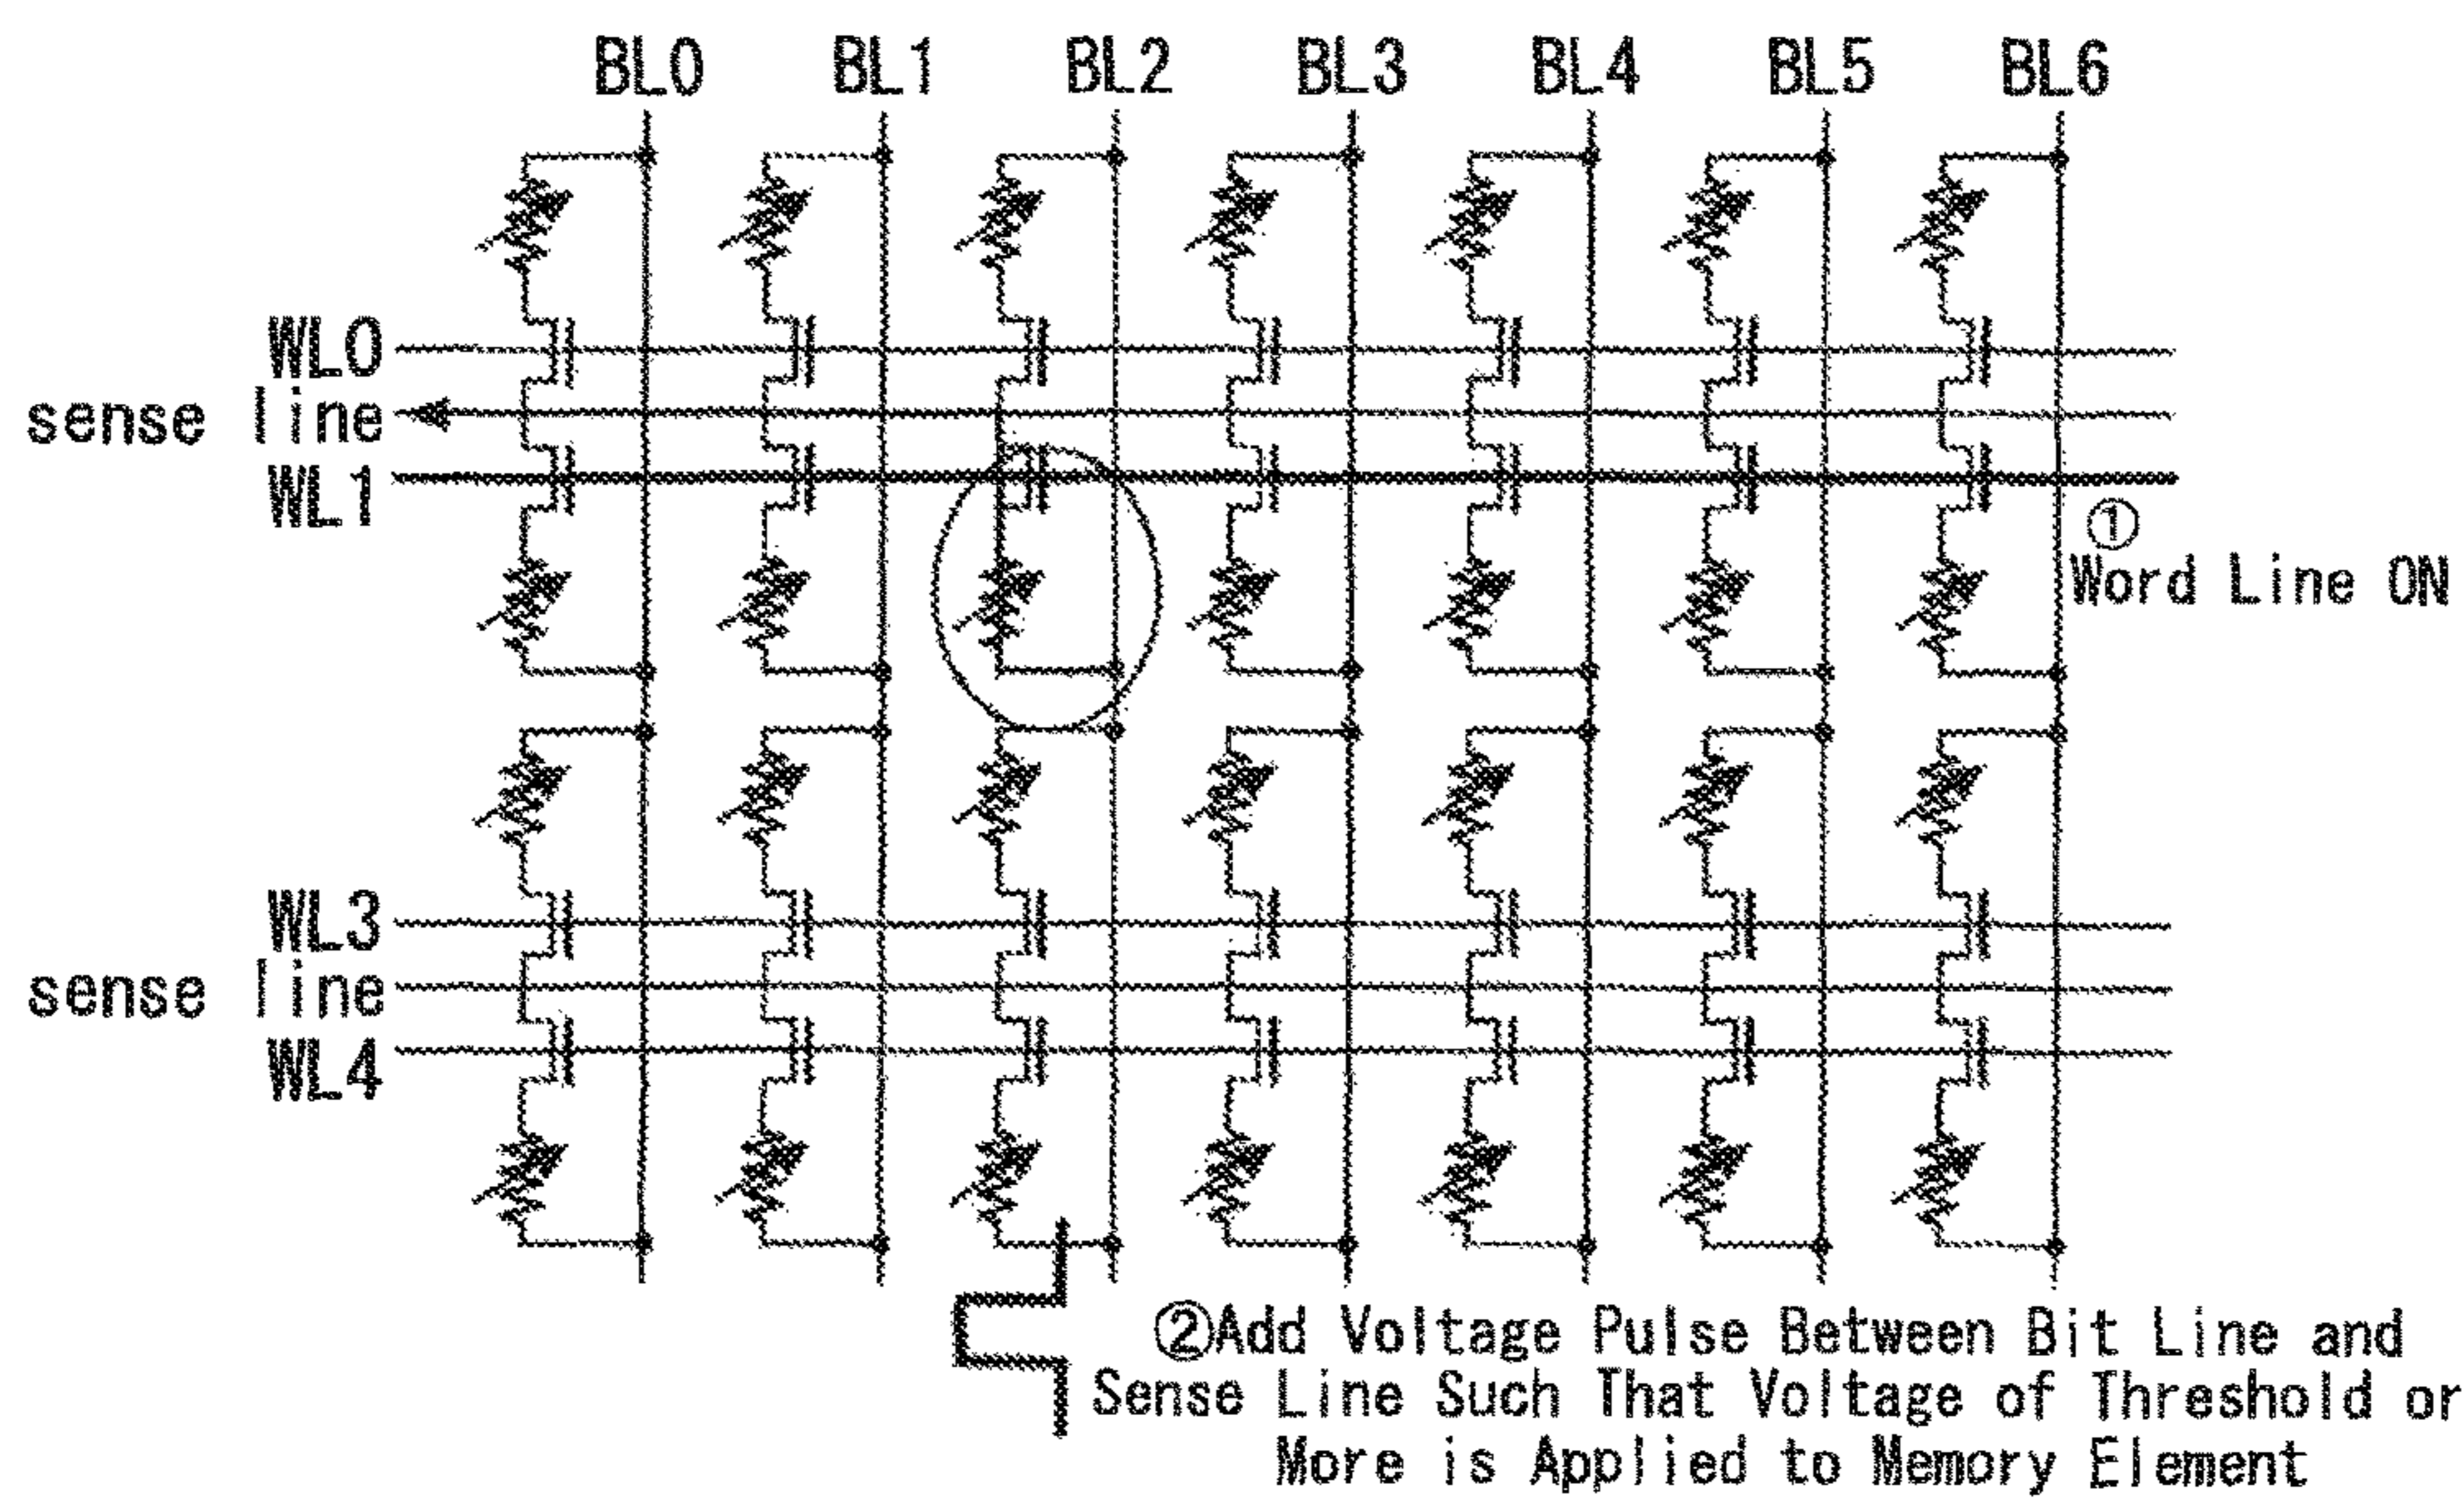 BL0 BL1 BL2 BL3 BL4 BL5 BL6
WL0
sense line
WL1
①
Word Line ON
WL3
sense line
WL4
②Add Voltage Pulse Between Bit Line and
Sense Line Such That Voltage of Threshold or
More is Applied to Memory Element